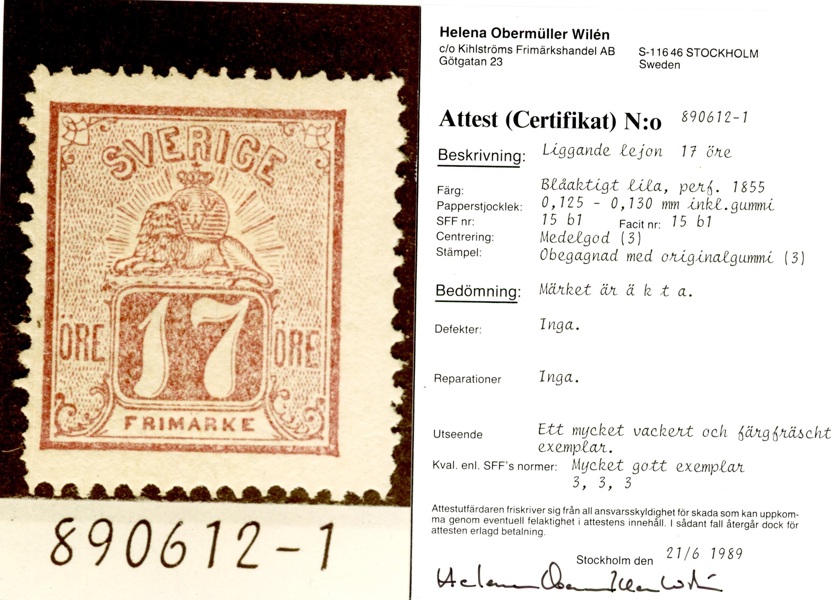 SVERIGE
17
ÖRE ÖRE
FRIMÄRKE
890612-1
Helena Obermüller Wilén
c/o Kihlströms Frimärkshandel AB S-116 46 STOCKHOLM
Götgatan 23 Sweden
Attest (Certifikat) N:o 890612-1
Beskrivning: Liggande lejon 17 öre
Färg: Blåaktigt lila, perf. 1855
Papperstjocklek: 0,125 - 0,130 mm inkl.gummi
SFF nr: 15 b1 Facit nr: 15 b1
Centrering: Medelgod (3)
Stämpel: Obegagnad med originalgummi (3)
Bedömning: Märket är ä k t a.
Defekter: Inga.
Reparationer Inga.
Utseende Ett mycket vackert och färgfräscht
exemplar.
Kval. enl. SFF's normer: Mycket gott exemplar
3, 3, 3
Attestutfärdaren friskriver sig från all ansvarsskyldighet för skada som kan uppkom-
ma genom eventuell felaktighet i attestens innehåll. I sådant fall återgår dock för
attesten erlagd betalning.
Stockholm den 21/6 1989
Helena Obermüller Wilén